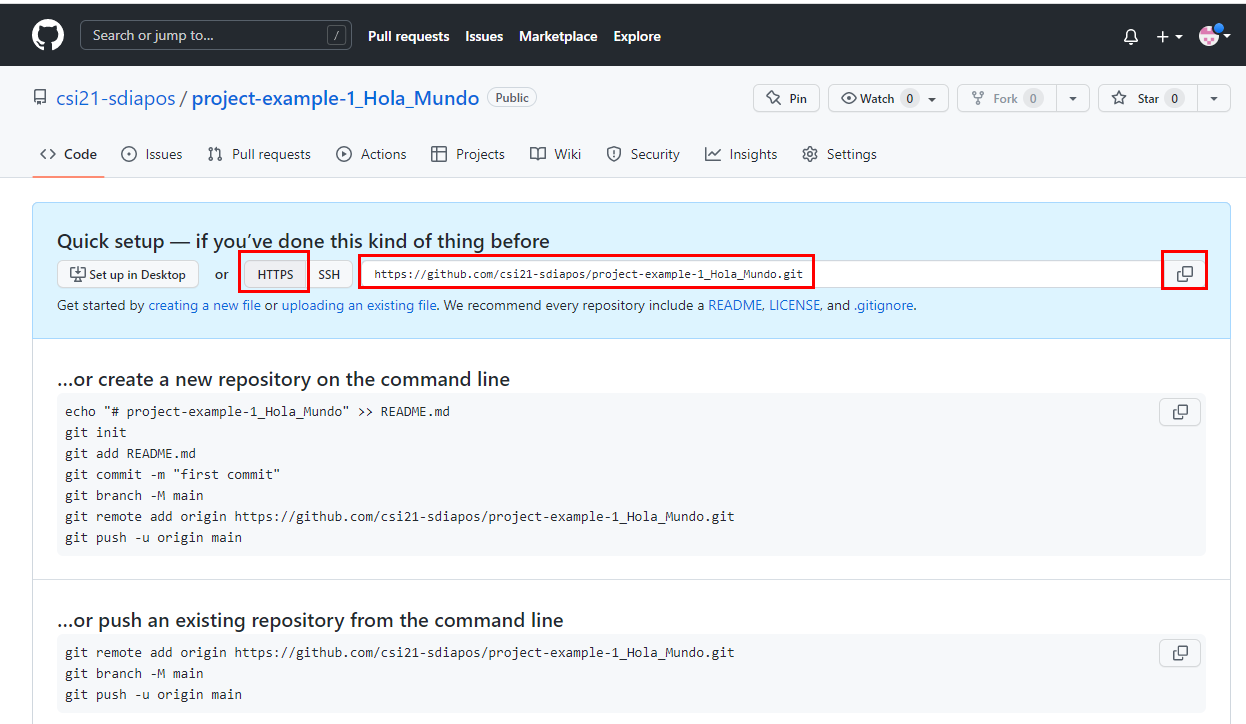 Search or jump to... /
Pull requests Issues Marketplace Explore
csi21-sdiapos / project-example-1_Hola_Mundo Public
Pin Watch 0 Fork 0 Star 0
Code Issues Pull requests Actions Projects Wiki Security Insights Settings
Quick setup — if you’ve done this kind of thing before
Set up in Desktop or HTTPS SSH https://github.com/csi21-sdiapos/project-example-1_Hola_Mundo.git
Get started by creating a new file or uploading an existing file. We recommend every repository include a README, LICENSE, and .gitignore.
…or create a new repository on the command line
echo "# project-example-1_Hola_Mundo" >> README.md
git init
git add README.md
git commit -m "first commit"
git branch -M main
git remote add origin https://github.com/csi21-sdiapos/project-example-1_Hola_Mundo.git
git push -u origin main
…or push an existing repository from the command line
git remote add origin https://github.com/csi21-sdiapos/project-example-1_Hola_Mundo.git
git branch -M main
git push -u origin main